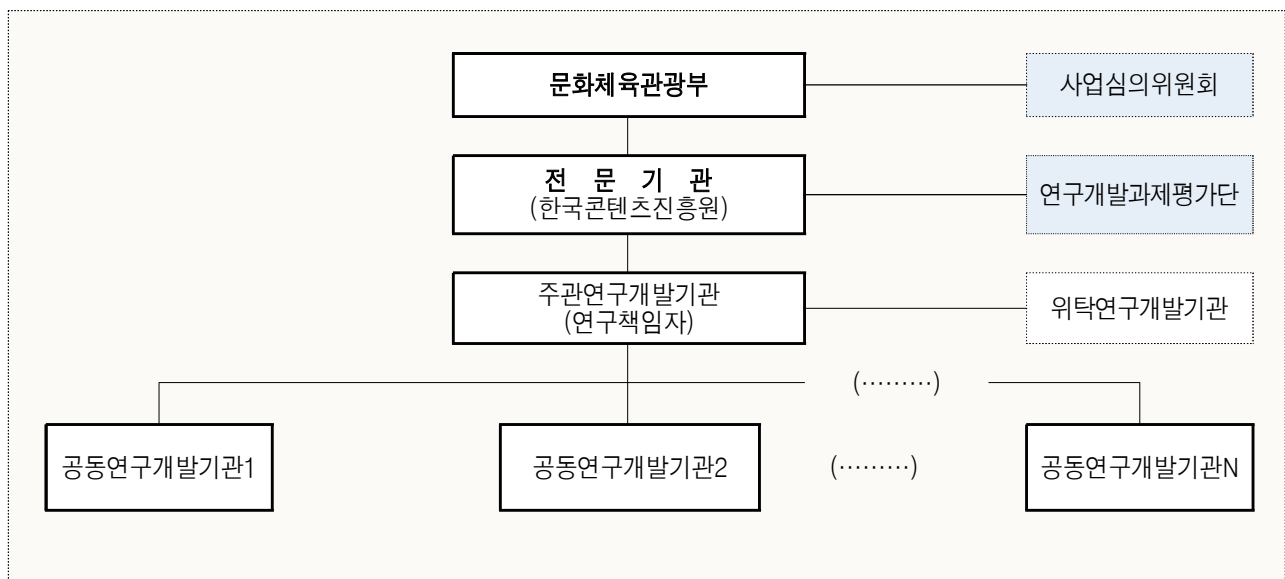 문화체육관광부
사업심의위원회
전 문 기 관
(한국콘텐츠진흥원)
연구개발과제평가단
주관연구개발기관
(연구책임자)
위탁연구개발기관
(………)
공동연구개발기관1
공동연구개발기관2
(………)
공동연구개발기관N